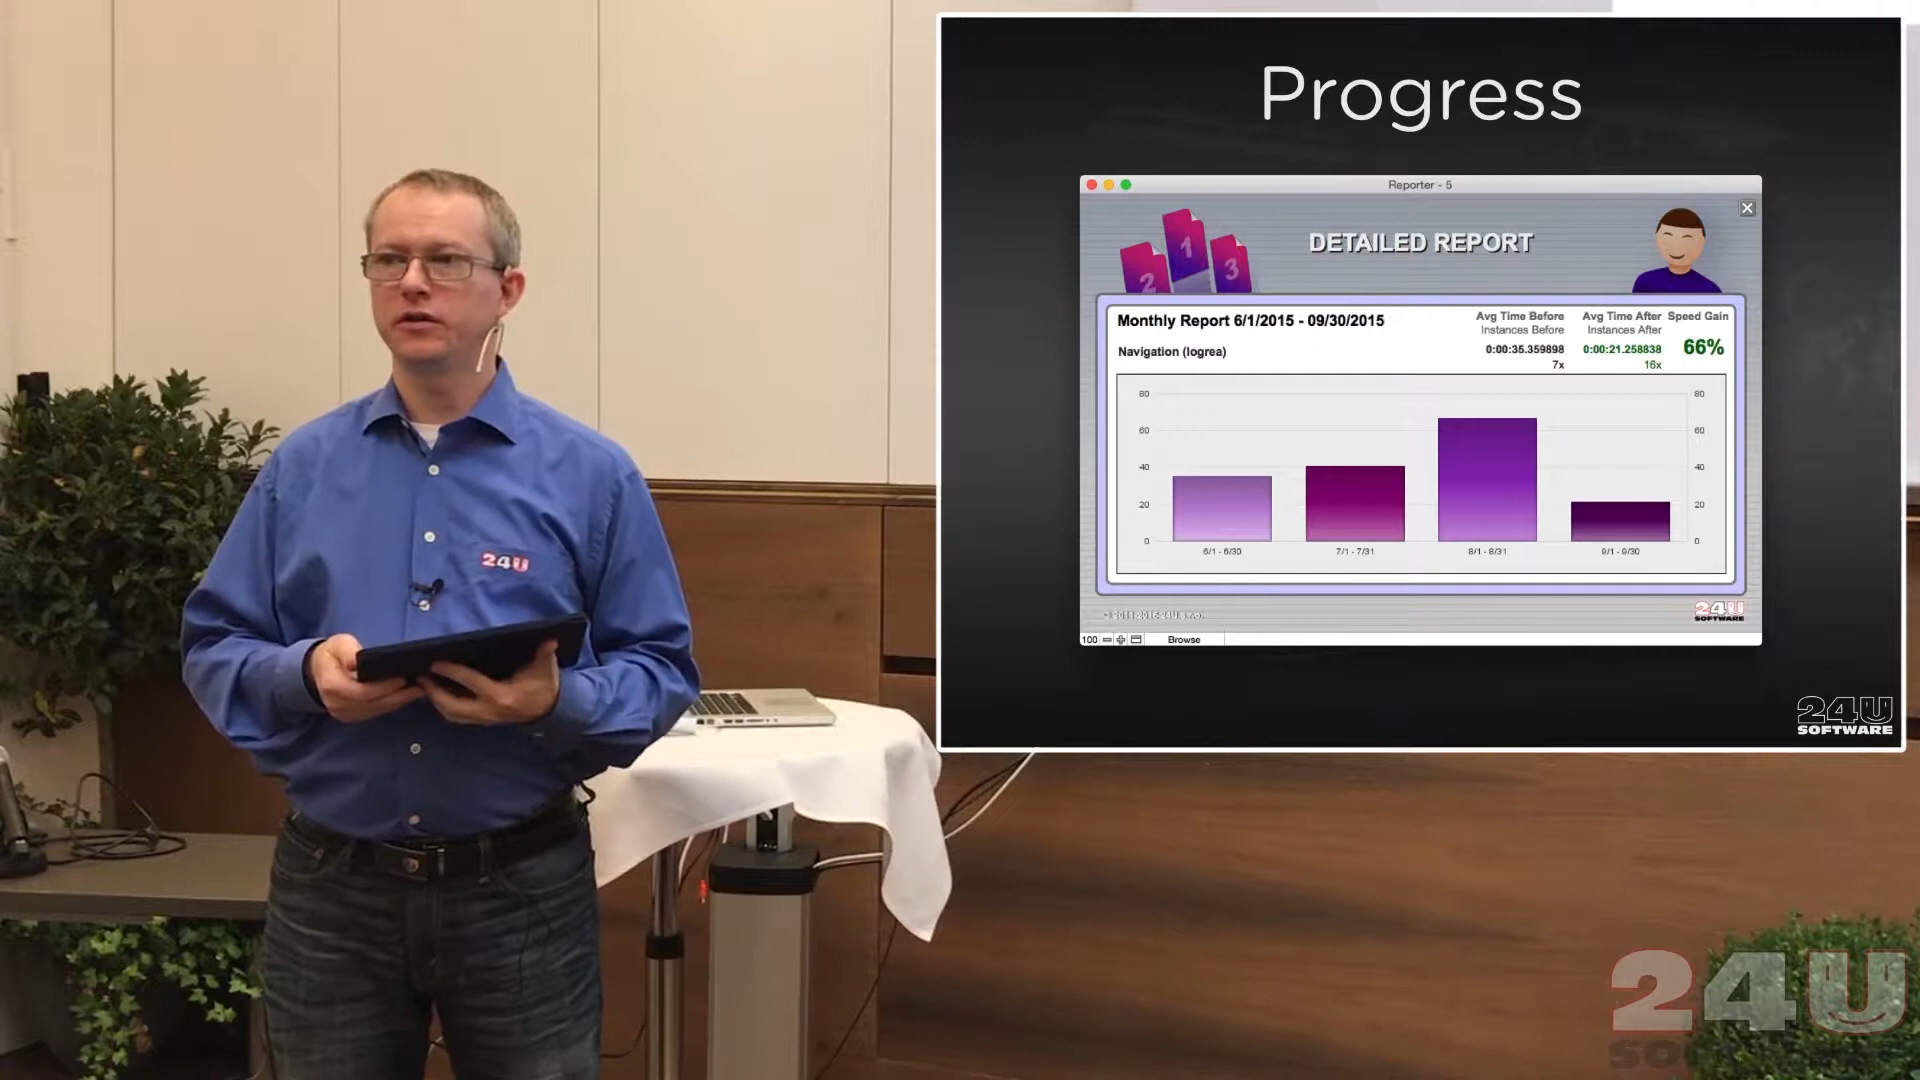 Progress
Reporter - 5
2
1
3
DETAILED REPORT
Monthly Report 6/1/2015 - 09/30/2015
Avg Time Before
Avg Time After
Speed Gain
Instances Before
Instances After
Navigation (logrea)
0:00:35.359898
0:00:21.258838
66%
7x
16x
80
80
60
60
40
40
20
20
0
0
6/1 - 6/30
7/1 - 7/31
8/1 - 8/31
9/1 - 9/30
24U
SOFTWARE
100
Browse
24U
SOFTWARE
24U
24U